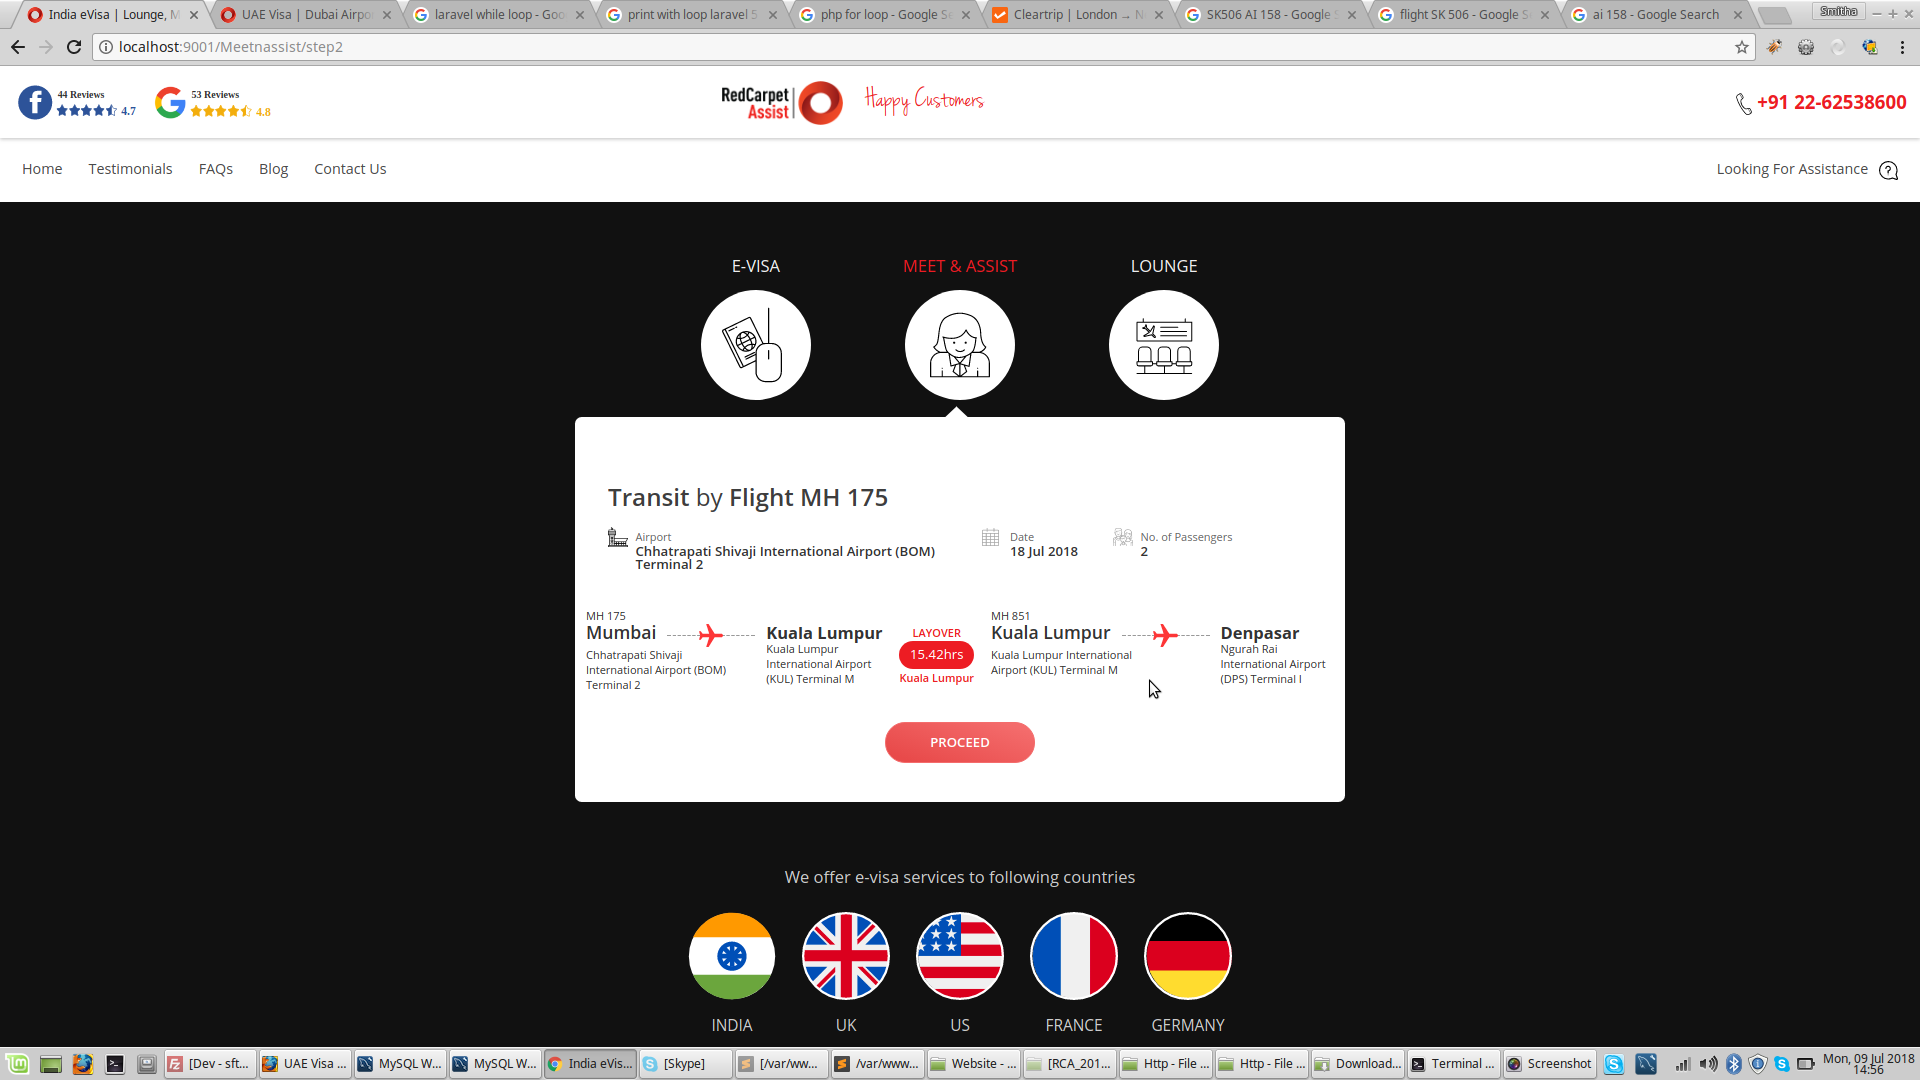 India eVisa | Lounge, M
UAE Visa | Dubai Airpo
laravel while loop - Goo
print with loop laravel 5
php for loop - Google Se
Cleartrip | London → N
SK506 AI 158 - Google S
flight SK 506 - Google S
ai 158 - Google Search
Smitha
localhost:9001/Meetnassist/step2
44 Reviews
4.7
53 Reviews
4.8
RedCarpet
Assist
Happy Customers
+91 22-62538600
Home
Testimonials
FAQs
Blog
Contact Us
Looking For Assistance
E-VISA
MEET & ASSIST
LOUNGE
Transit by Flight MH 175
Airport
Chhatrapati Shivaji International Airport (BOM)
Terminal 2
Date
18 Jul 2018
No. of Passengers
2
MH 175
Mumbai
Chhatrapati Shivaji
International Airport (BOM)
Terminal 2
Kuala Lumpur
Kuala Lumpur
International Airport
(KUL) Terminal M
LAYOVER
15.42hrs
Kuala Lumpur
MH 851
Kuala Lumpur
Kuala Lumpur International
Airport (KUL) Terminal M
Denpasar
Ngurah Rai
International Airport
(DPS) Terminal I
PROCEED
We offer e-visa services to following countries
INDIA
UK
US
FRANCE
GERMANY
[Dev - sft...
UAE Visa ...
MySQL W...
MySQL W...
India eVis...
[Skype]
[/var/ww...
/var/www...
Website - ...
[RCA_201...
Http - File ...
Http - File ...
Download...
Terminal ...
Screenshot
Mon, 09 Jul 2018
14:56